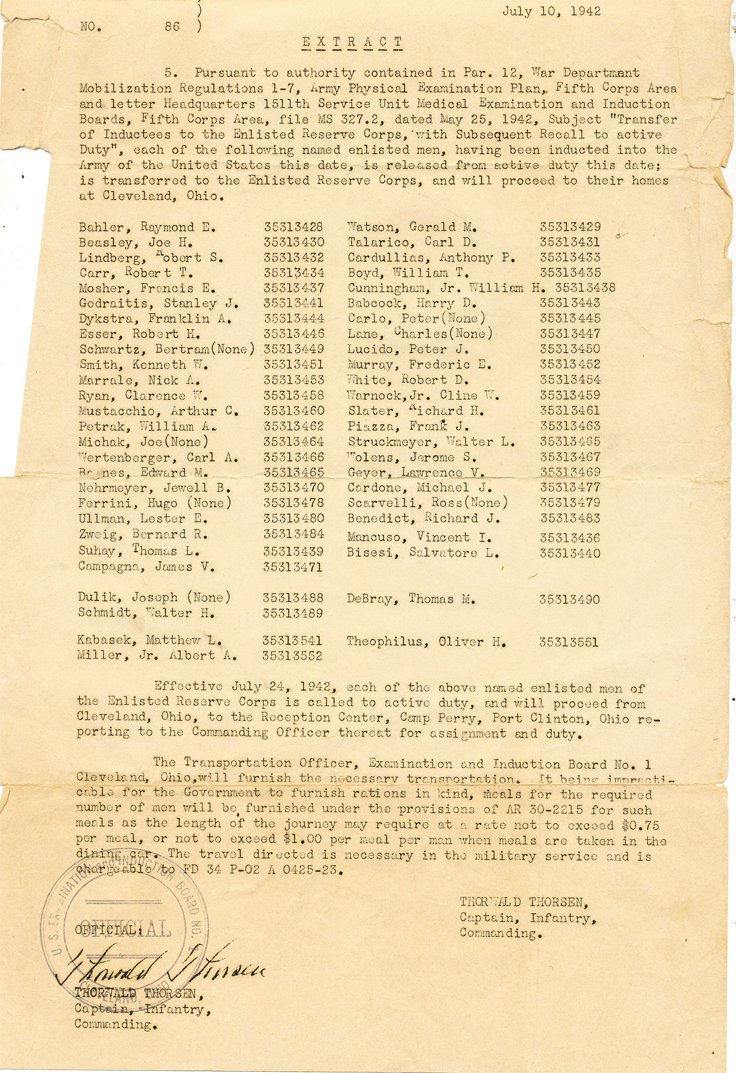 )
July 10, 1942
NO. 86 )
EXTRACT
5. Pursuant to authority contained in Par. 12, War Department
Mobilization Regulations 1-7, Army Physical Examination Plan, Fifth Corps Area
and letter Headquarters 1511th Service Unit Medical Examination and Induction
Boards, Fifth Corps Area, file MS 327.2, dated May 25, 1942, Subject "Transfer
of Inductees to the Enlisted Reserve Corps, with Subsequent Recall to active
Duty", each of the following named enlisted men, having been inducted into the
Army of the United States this date, is released from active duty this date;
is transferred to the Enlisted Reserve Corps, and will proceed to their homes
at Cleveland, Ohio.
Bahler, Raymond E. 35313428 Watson, Gerald M. 35313429
Beasley, Joe H. 35313430 Talarico, Carl D. 35313431
Lindberg, Robert S. 35313432 Cardullias, Anthony P. 35313433
Carr, Robert T. 35313434 Boyd, William T. 35313435
Mosher, Francis E. 35313437 Cunningham, Jr. William H. 35313438
Gedraitis, Stanley J. 35313441 Babcock, Harry D. 35313443
Dykstra, Franklin A. 35313444 Carlo, Peter(None) 35313445
Esser, Robert H. 35313446 Lane, Charles(None) 35313447
Schwartz, Bertram(None) 35313449 Lucido, Peter J. 35313450
Smith, Kenneth W. 35313451 Murray, Frederic E. 35313452
Marrale, Nick A. 35313453 White, Robert D. 35313454
Ryan, Clarence W. 35313458 Warnock,Jr. Cline W. 35313459
Mustacchio, Arthur C. 35313460 Slater, Richard H. 35313461
Petrak, William A. 35313462 Piazza, Frank J. 35313463
Michak, Joe(None) 35313464 Struckmeyer, Walter L. 35313465
Wertenberger, Carl A. 35313466 Wolens, Jerome S. 35313467
Edward M. 35313465 Geyer, Lawrence V. 35313469
Nehrmeyer, Jewell B. 35313470 Cardone, Michael J. 35313477
Ferrini, Hugo (None) 35313478 Scarvelli, Ross(None) 35313479
Ullman, Lester E. 35313480 Benedict, Richard J. 35313483
Zweig, Bernard R. 35313484 Mancuso, Vincent I. 35313436
Suhay, Thomas L. 35313439 Bisesi, Salvatore L. 35313440
Campagna, James V. 35313471
Dulik, Joseph (None) 35313488 DeBray, Thomas M. 35313490
Schmidt, Walter H. 35313489
Kabasek, Matthew L. 35313541 Theophilus, Oliver H. 35313551
Miller, Jr. Albert A. 35313552
Effective July 24, 1942, each of the above named enlisted men of
the Enlisted Reserve Corps is called to active duty, and will proceed from
Cleveland, Ohio, to the Reception Center, Camp Perry, Port Clinton, Ohio re-
porting to the Commanding Officer thereat for assignment and duty.
The Transportation Officer, Examination and Induction Board No. 1
Cleveland, Ohio,will furnish the necessary transportation. It being impracti-
cable for the Government to furnish rations in kind, meals for the required
number of men will be furnished under the provisions of AR 30-2215 for such
meals as the length of the journey may require at a rate not to exceed $0.75
per meal, or not to exceed $1.00 per meal per man when meals are taken in the
dining car. The travel directed is necessary in the military service and is
chargeable to FD 34 P-02 A 0425-23.
THORWALD THORSEN,
Captain, Infantry,
Commanding.
U. S. EXAMINATION AND INDUCTION BOARD NO. 1
OFFICIAL
CLEVELAND, OHIO
OFFICIAL:
Thorwald Thorsen
THORWALD THORSEN,
Captain, Infantry,
Commanding.